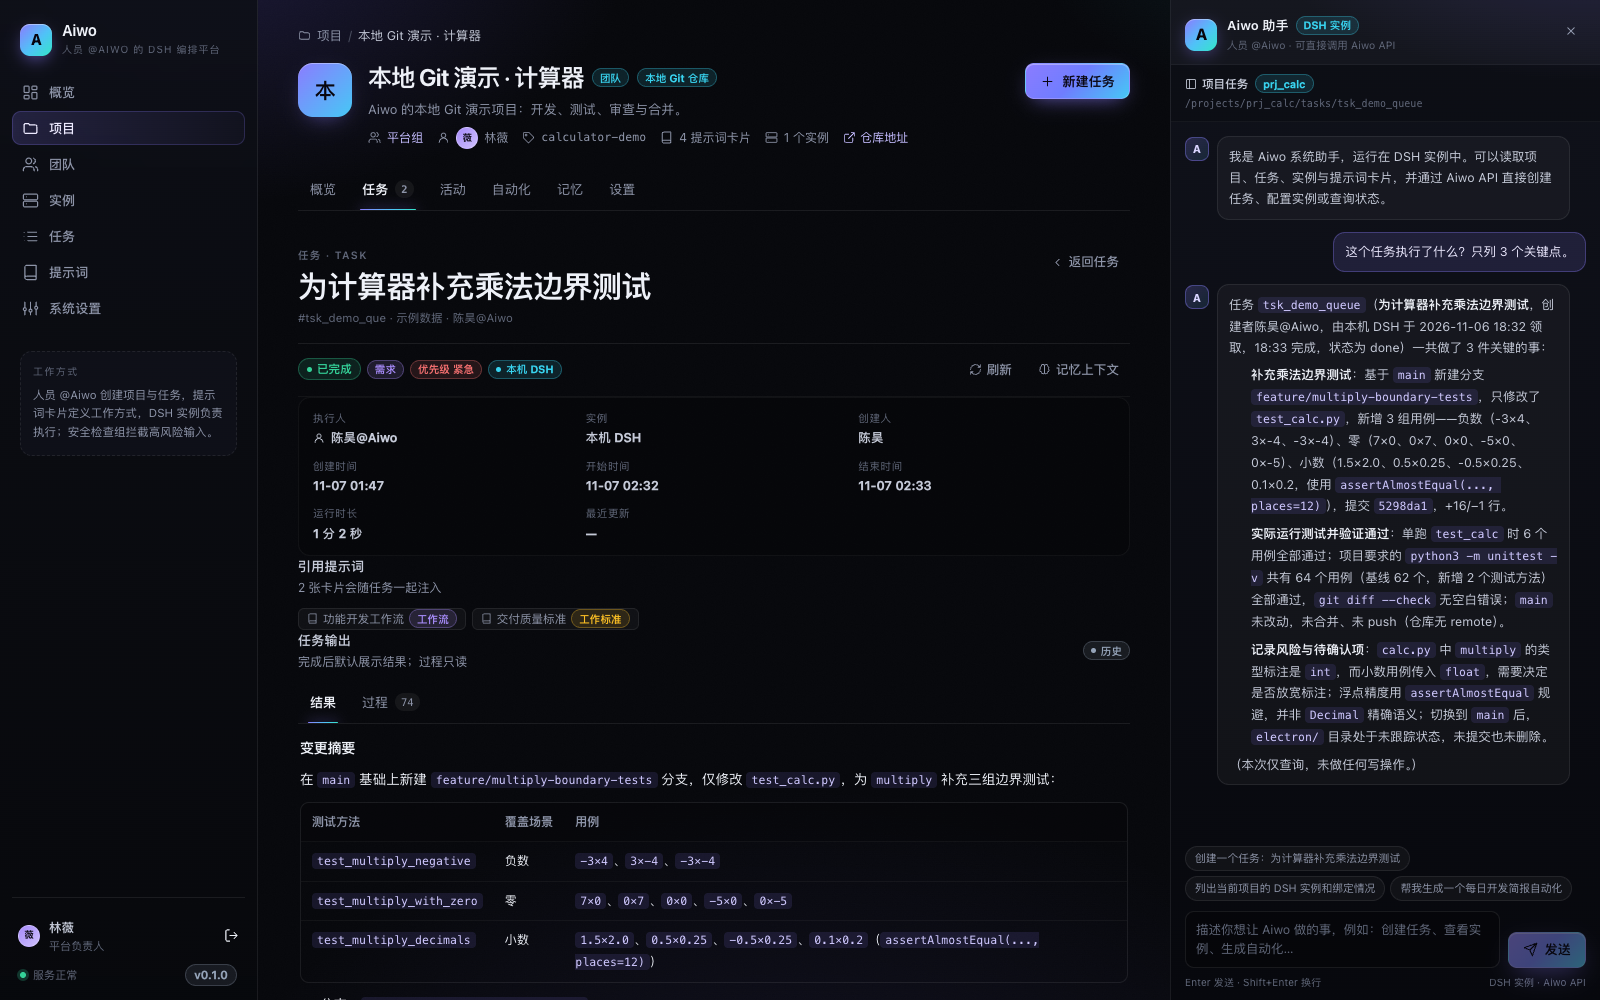 A
Aiwo
人员 @AIWO 的 DSH 编排平台
概览
项目
团队
实例
任务
提示词
系统设置
工作方式
人员 @Aiwo 创建项目与任务，提示
词卡片定义工作方式，DSH 实例负责
执行；安全检查组拦截高风险输入。
薇
林薇
平台负责人
服务正常
v0.1.0
项目 / 本地 Git 演示 · 计算器
本
本地 Git 演示 · 计算器 团队 本地 Git 仓库
Aiwo 的本地 Git 演示项目：开发、测试、审查与合并。
平台组 薇 林薇 calculator-demo 4 提示词卡片 1 个实例 仓库地址
新建任务
概览 任务 2 活动 自动化 记忆 设置
任务 · TASK
为计算器补充乘法边界测试
#tsk_demo_que · 示例数据 · 陈昊@Aiwo
返回任务
已完成 需求 优先级 紧急 本机 DSH
刷新 记忆上下文
执行人 实例 创建人
陈昊@Aiwo 本机 DSH 陈昊
创建时间 开始时间 结束时间
11-07 01:47 11-07 02:32 11-07 02:33
运行时长 最近更新
1 分 2 秒 —
引用提示词
2 张卡片会随任务一起注入
功能开发工作流 工作流 交付质量标准 工作标准
任务输出
完成后默认展示结果；过程只读
历史
结果 过程 74
变更摘要
在 main 基础上新建 feature/multiply-boundary-tests 分支，仅修改 test_calc.py，为 multiply 补充三组边界测试：
测试方法 覆盖场景 用例
test_multiply_negative 负数 -3×4、3×-4、-3×-4
test_multiply_with_zero 零 7×0、0×7、0×0、-5×0、0×-5
test_multiply_decimals 小数 1.5×2.0、0.5×0.25、-0.5×0.25、0.1×0.2（assertAlmostEqual(...,
places=12)）
A
Aiwo 助手 DSH 实例
人员 @Aiwo · 可直接调用 Aiwo API
项目任务 prj_calc
/projects/prj_calc/tasks/tsk_demo_queue
A
我是 Aiwo 系统助手，运行在 DSH 实例中。可以读取项
目、任务、实例与提示词卡片，并通过 Aiwo API 直接创建
任务、配置实例或查询状态。
这个任务执行了什么？只列 3 个关键点。
A
任务 tsk_demo_queue（为计算器补充乘法边界测试，创
建者陈昊@Aiwo，由本机 DSH 于 2026-11-06 18:32 领
取，18:33 完成，状态为 done）一共做了 3 件关键的事：
补充乘法边界测试：基于 main 新建分支
feature/multiply-boundary-tests，只修改了
test_calc.py，新增 3 组用例——负数（-3×4、
3×-4、-3×-4）、零（7×0、0×7、0×0、-5×0、
0×-5）、小数（1.5×2.0、0.5×0.25、-0.5×0.25、
0.1×0.2，使用 assertAlmostEqual(...,
places=12)），提交 5298da1，+16/−1 行。
实际运行测试并验证通过：单跑 test_calc 时 6 个
用例全部通过；项目要求的 python3 -m unittest -
v 共有 64 个用例（基线 62 个，新增 2 个测试方法）
全部通过，git diff --check 无空白错误；main
未改动，未合并、未 push（仓库无 remote）。
记录风险与待确认项：calc.py 中 multiply 的类
型标注是 int，而小数用例传入 float，需要决定
是否放宽标注；浮点精度用 assertAlmostEqual 规
避，并非 Decimal 精确语义；切换到 main 后，
electron/ 目录处于未跟踪状态，未提交也未删除。
（本次仅查询，未做任何写操作。）
创建一个任务：为计算器补充乘法边界测试
列出当前项目的 DSH 实例和绑定情况 帮我生成一个每日开发简报自动化
描述你想让 Aiwo 做的事，例如：创建任务、查看实
例、生成自动化...
发送
Enter 发送 · Shift+Enter 换行
DSH 实例 · Aiwo API